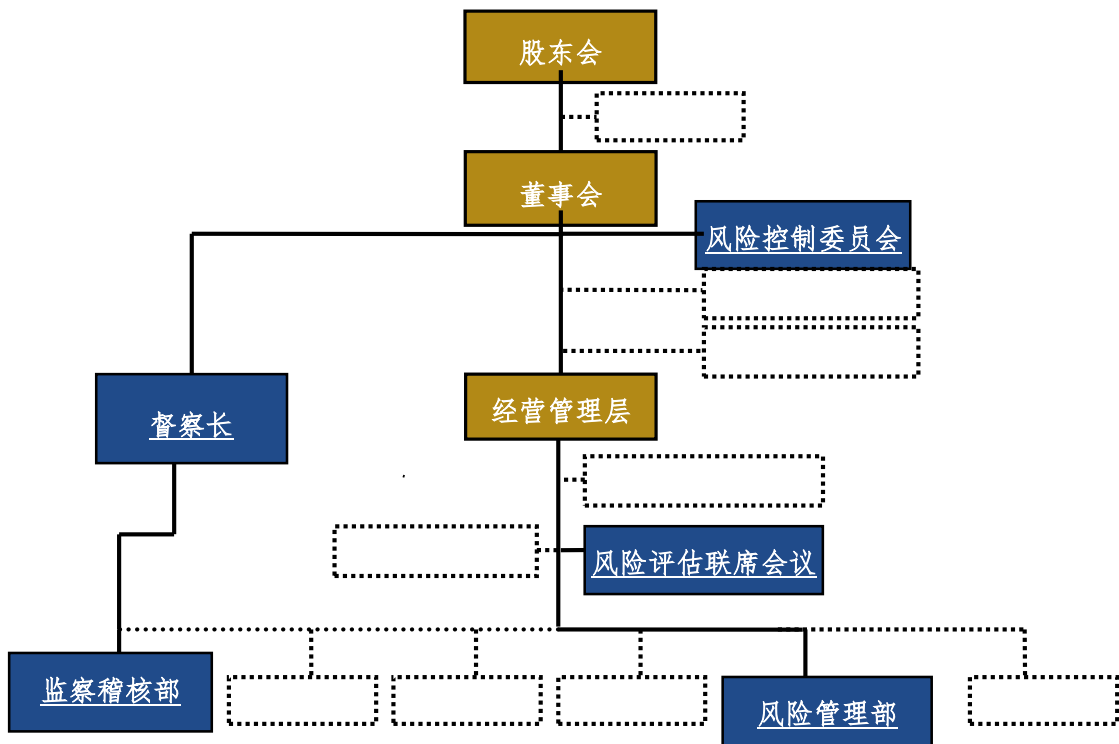 股东会
董事会
风险控制委员会
督察长
经营管理层
风险评估联席会议
监察稽核部
风险管理部